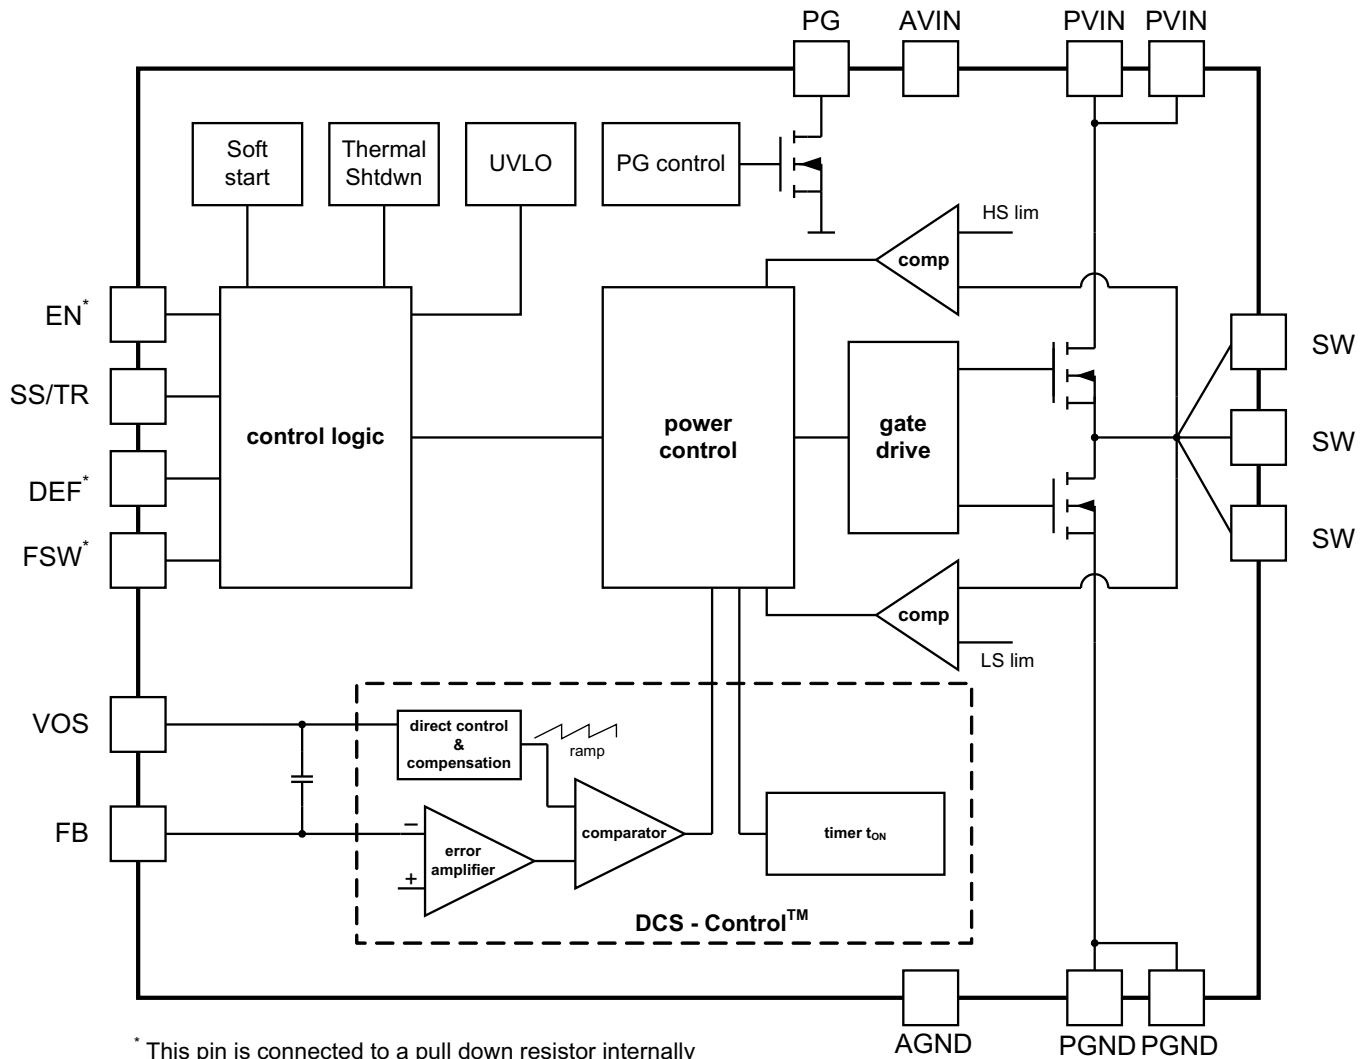 PG AVIN PVIN PVIN
Soft
start
Thermal
Shtdwn
UVLO
PG control
HS lim
comp
EN*
SS/TR
DEF*
FSW*
control logic
power
control
gate
drive
SW
SW
SW
comp
LS lim
VOS
FB
direct control
&
compensation
ramp
−
+
error
amplifier
comparator
timer tON
DCS - Control™
AGND PGND PGND
* This pin is connected to a pull down resistor internally